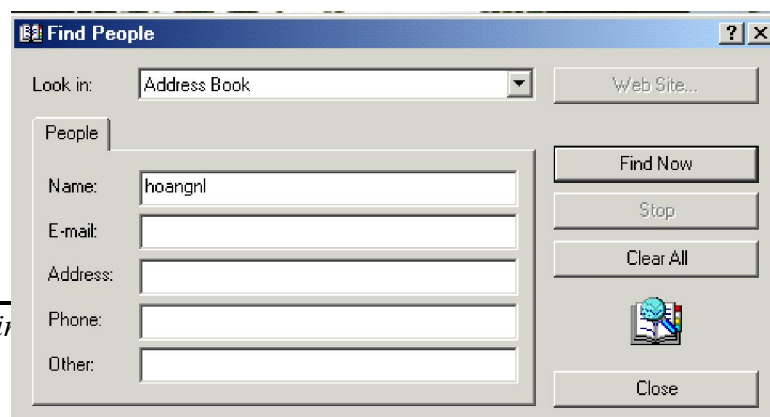 Find People
Look in: Address Book Web Site...
People
Find Now
Name: hoangnl
Stop
E-mail:
Clear All
Address:
Phone:
Other:
Close